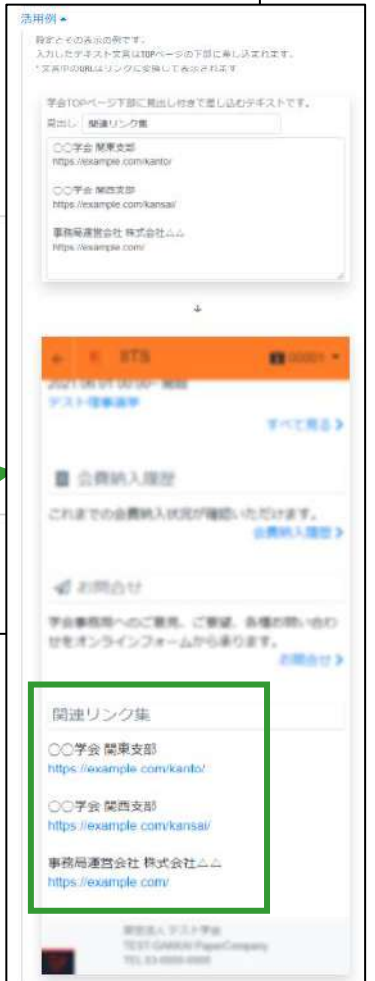 活用例
設定とその表示の例です。
入力したテキスト文言はTOPページの下部に差し込まれます。
*文言中のURLはリンクに変換して表示されます
学会TOPページ下部に見出し付きで差し込むテキストです。
見出し 関連リンク集
〇〇学会 関東支部
https://example.com/kanto/
〇〇学会 関西支部
https://example.com/kansai/
事務局運営会社 株式会社△△
https://example.com/
↓
すべて見る
会費納入履歴
これまでの会費納入状況が確認いただけます。
会費納入履歴
お問合せ
学会事務局へのご意見、ご要望、各種お問い合わ
せをオンラインフォームから承ります。
お問合せ
関連リンク集
〇〇学会 関東支部
https://example.com/kanto/
〇〇学会 関西支部
https://example.com/kansai/
事務局運営会社 株式会社△△
https://example.com/